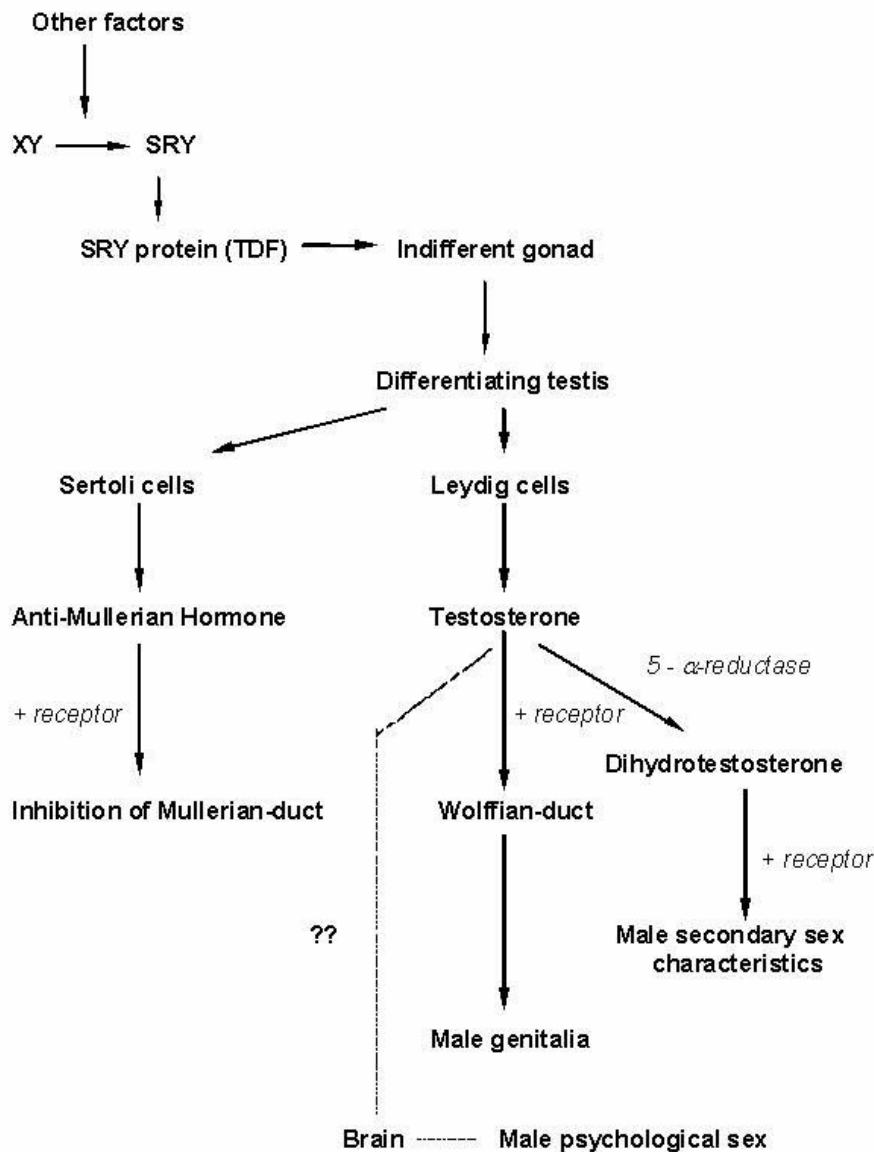 Other factors
XY
SRY
SRY protein (TDF)
Indifferent gonad
Differentiating testis
Sertoli cells
Leydig cells
Anti-Mullerian Hormone
Testosterone
5 - α-reductase
+ receptor
+ receptor
Dihydrotestosterone
Inhibition of Mullerian-duct
Wolffian-duct
+ receptor
??
Male secondary sex
characteristics
Male genitalia
Brain
Male psychological sex